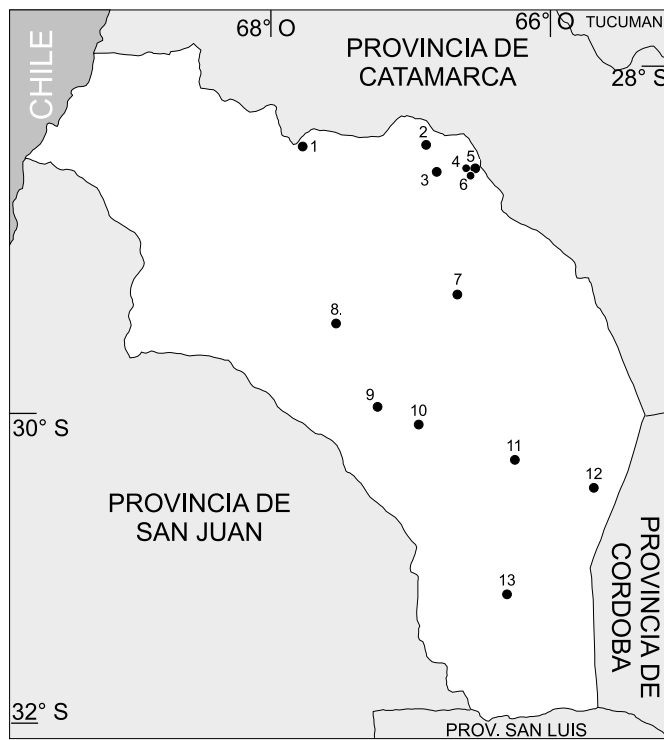 68° O
66° O
TUCUMAN
PROVINCIA DE
CATAMARCA
28° S
CHILE
1
2
3
4
5
6
7
8.
9
10
11
12
13
30° S
PROVINCIA DE
SAN JUAN
PROVINCIA DE
CORDOBA
32° S
PROV. SAN LUIS